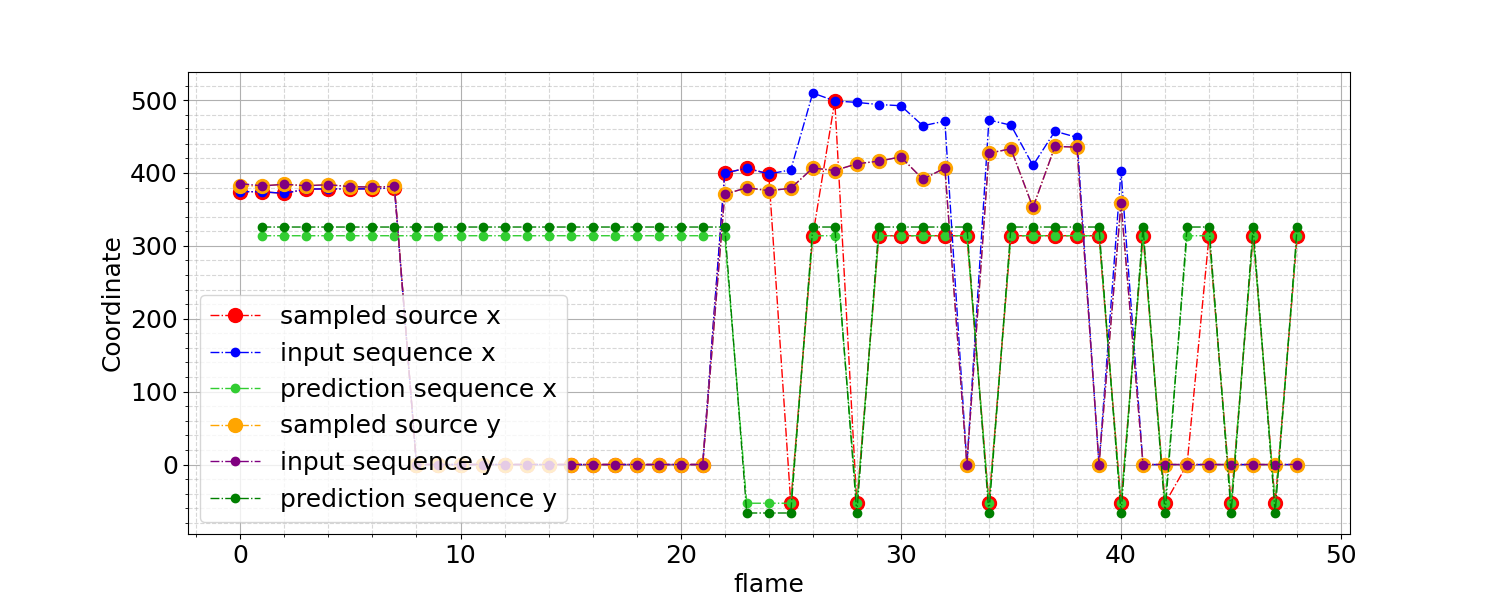 500
400
300
200
100
0
Coordinate
sampled source x
input sequence x
prediction sequence x
sampled source y
input sequence y
prediction sequence y
0 10 20 30 40 50
flame